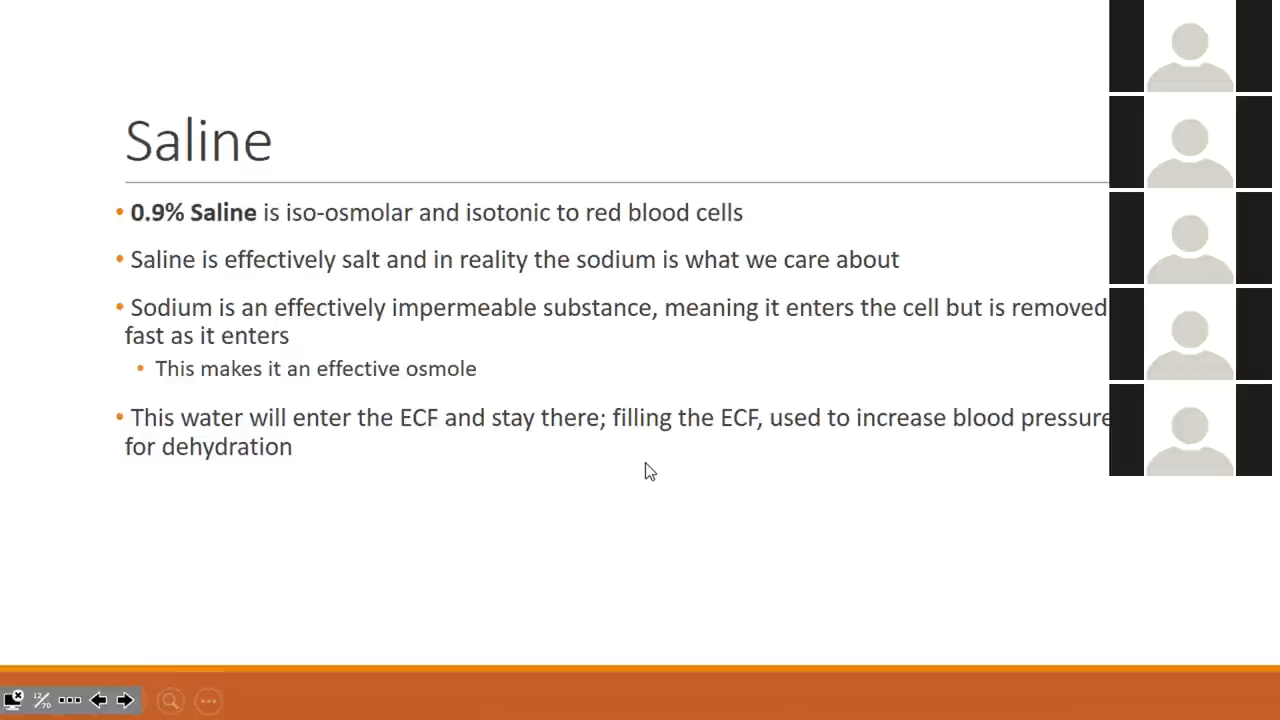 Saline
• 0.9% Saline is iso-osmolar and isotonic to red blood cells
• Saline is effectively salt and in reality the sodium is what we care about
• Sodium is an effectively impermeable substance, meaning it enters the cell but is removed
fast as it enters
• This makes it an effective osmole
• This water will enter the ECF and stay there; filling the ECF, used to increase blood pressure
for dehydration
12/70